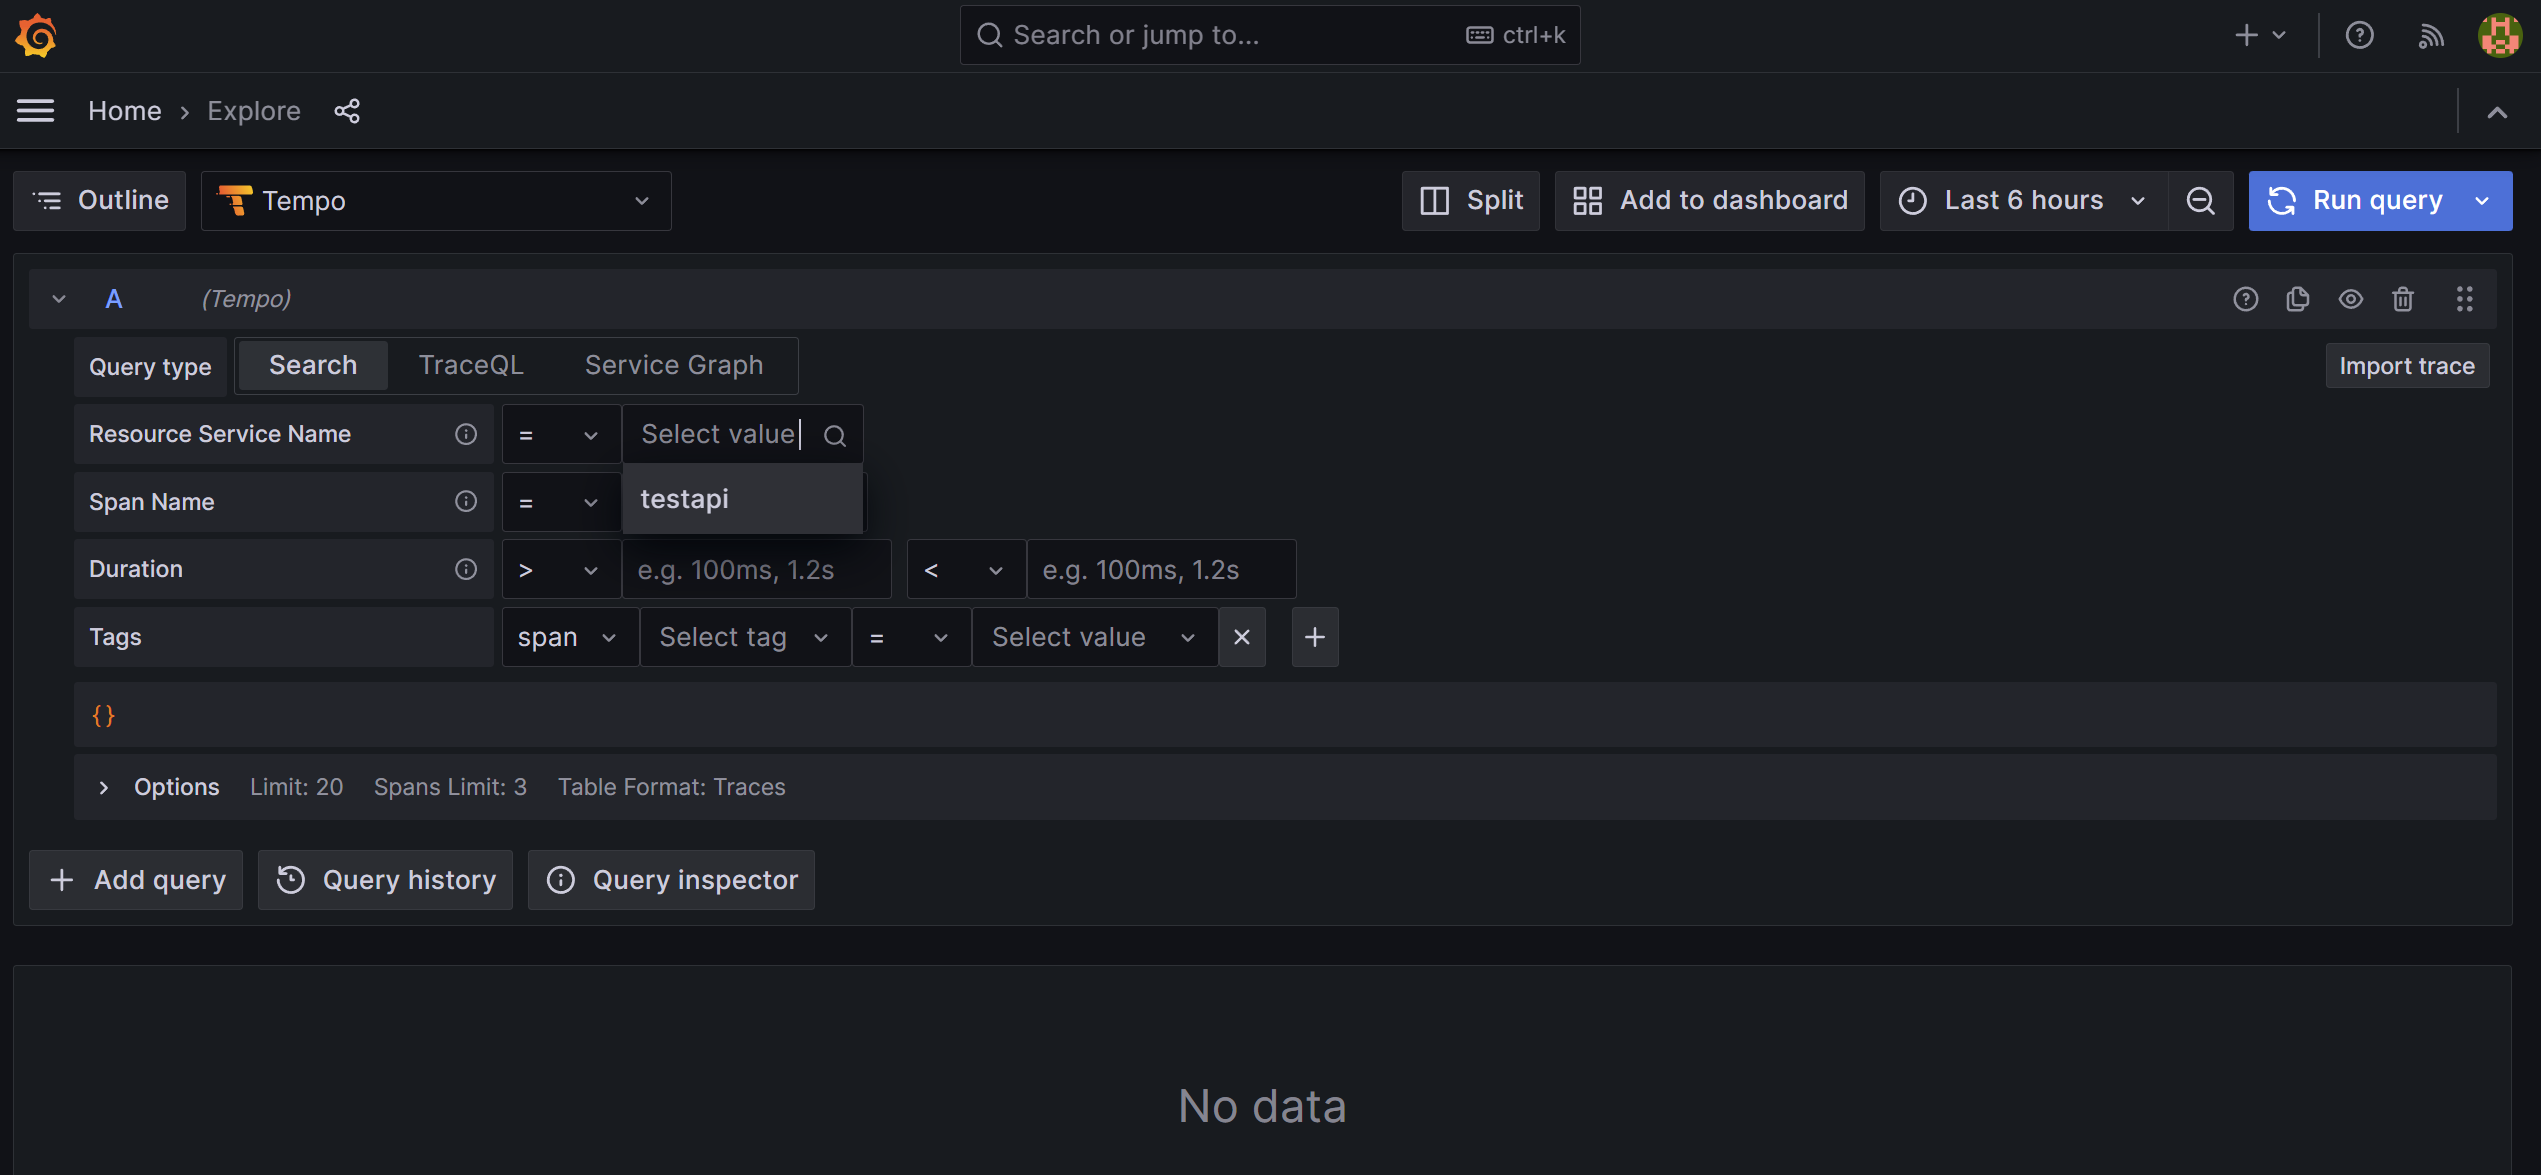 Search or jump to... ctrl+k
Home › Explore
Outline Tempo Split Add to dashboard Last 6 hours Run query
A (Tempo)
Query type Search TraceQL Service Graph Import trace
Resource Service Name = Select value
Span Name = testapi
Duration > e.g. 100ms, 1.2s < e.g. 100ms, 1.2s
Tags span Select tag = Select value
{}
Options Limit: 20 Spans Limit: 3 Table Format: Traces
Add query Query history Query inspector
No data